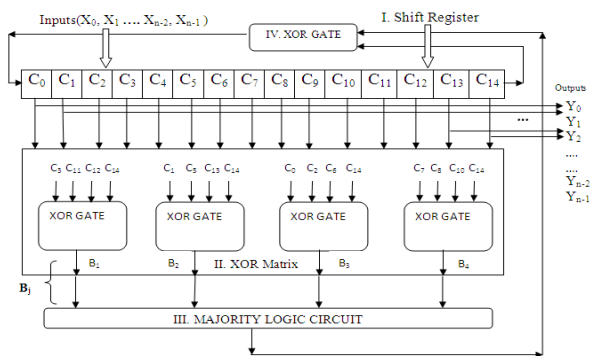 Inputs(X0, X1 .... Xn-2, Xn-1 )
I. Shift Register
IV. XOR GATE
C0 C1 C2 C3 C4 C5 C6 C7 C8 C9 C10 C11 C12 C13 C14
Outputs
Y0
...
Y1
Y2
....
....
Yn-2
Yn-1
C3 C11 C12 C14
C1 C5 C13 C14
C0 C2 C6 C14
C7 C8 C10 C14
XOR GATE
XOR GATE
XOR GATE
XOR GATE
B1
B2
B3
B4
II. XOR Matrix
Bj
III. MAJORITY LOGIC CIRCUIT